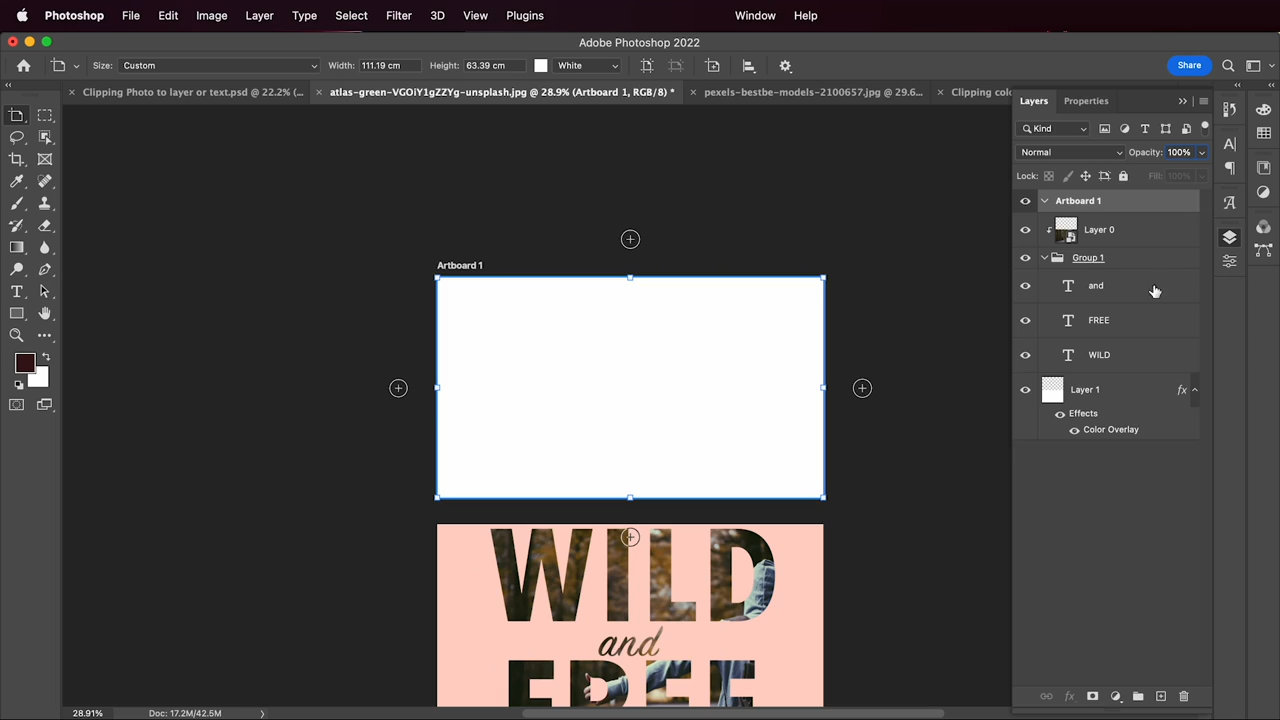 Photoshop File Edit Image Layer Type Select Filter 3D View Plugins Window Help
Adobe Photoshop 2022
Size: Custom Width: 111.19 cm Height: 63.39 cm White Share
Clipping Photo to layer or text.psd @ 22.2% (... atlas-green-VGOiY1gZZYg-unsplash.jpg @ 28.9% (Artboard 1, RGB/8) * pexels-bestbe-models-2100657.jpg @ 29.6... Clipping colo
Layers Properties
Kind
Normal Opacity: 100%
Lock: Fill: 100%
Artboard 1
Layer 0
Group 1
and
FREE
WILD
Layer 1 fx
Effects
Color Overlay
Artboard 1
WILD
and
FREE
28.91% Doc: 17.2M/42.5M